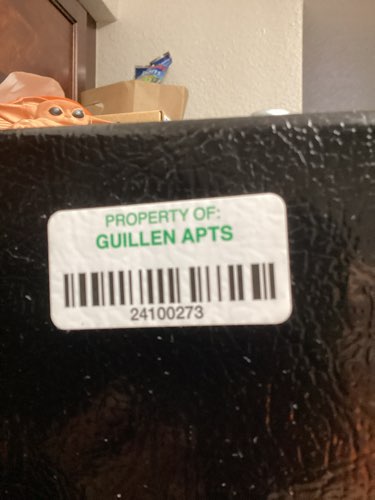 PROPERTY OF:
GUILLEN APTS
24100273